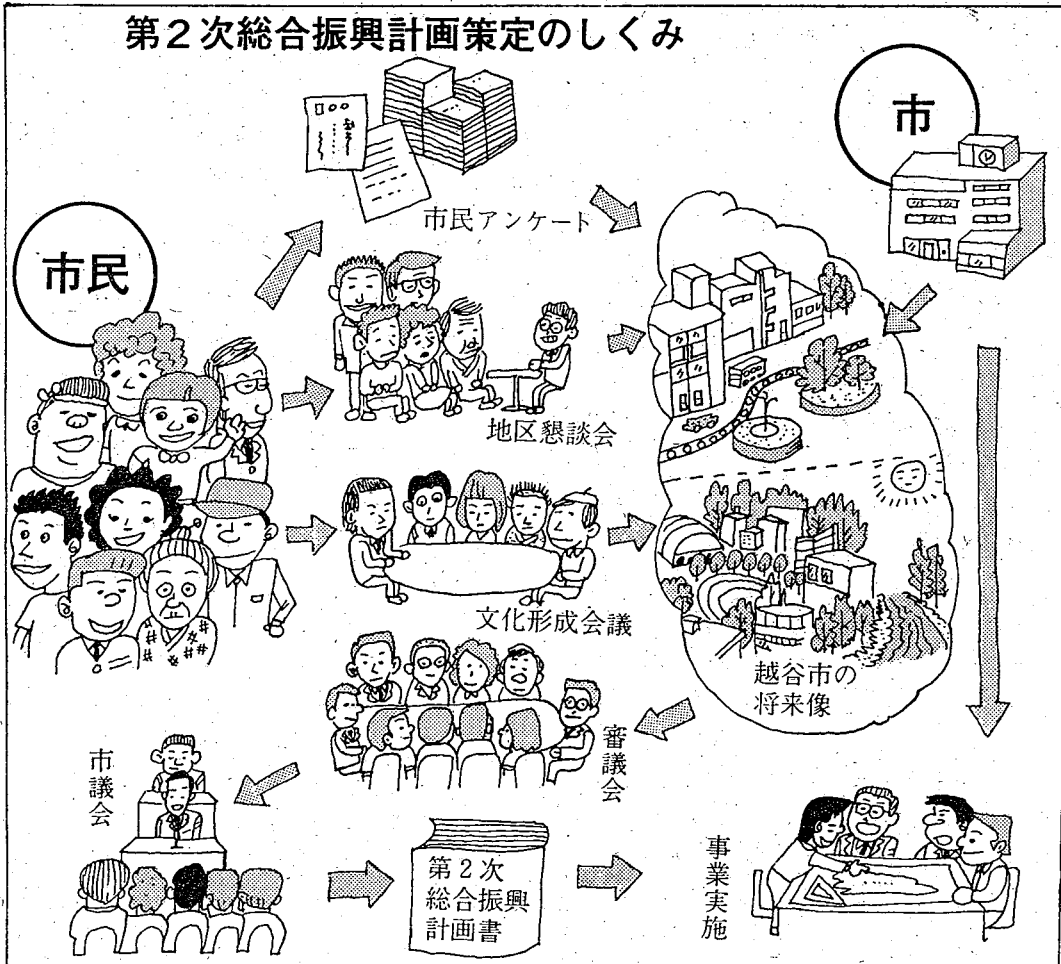 第2次総合振興計画策定のしくみ
市
市民アンケート
市民
地区懇談会
文化形成会議
越谷市の
将来像
審議会
市議会
第2次
総合振興
計画書
事業実施